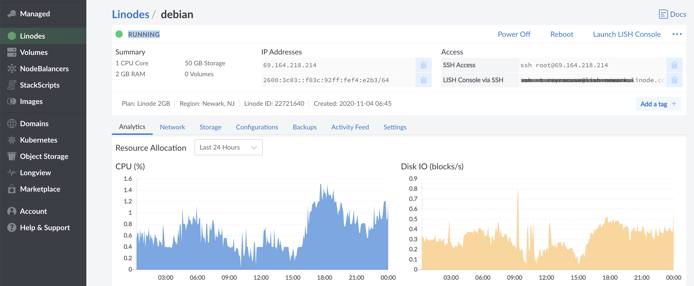 Managed
Linodes
Volumes
NodeBalancers
StackScripts
Images
Domains
Kubernetes
Object Storage
Longview
Marketplace
Account
Help & Support
Linodes / debian
Docs
RUNNING
Power Off Reboot Launch LISH Console ...
Summary
1 CPU Core 50 GB Storage
2 GB RAM 0 Volumes
IP Addresses
69.164.218.214
2600:3c03::f03c:92ff:fef4:e2b3/64
Access
SSH Access ssh root@69.164.218.214
LISH Console via SSH linode.co
Plan: Linode 2GB Region: Newark, NJ Linode ID: 22721640 Created: 2020-11-04 06:45
Add a tag +
Analytics Network Storage Configurations Backups Activity Feed Settings
Resource Allocation Last 24 Hours
CPU (%)
1.6
1.4
1.2
1
0.8
0.6
0.4
0.2
0
03:00 06:00 09:00 12:00 15:00 18:00 21:00 00:00
Disk IO (blocks/s)
0.9
0.8
0.7
0.6
0.5
0.4
0.3
0.2
0.1
0
03:00 06:00 09:00 12:00 15:00 18:00 21:00 00:00